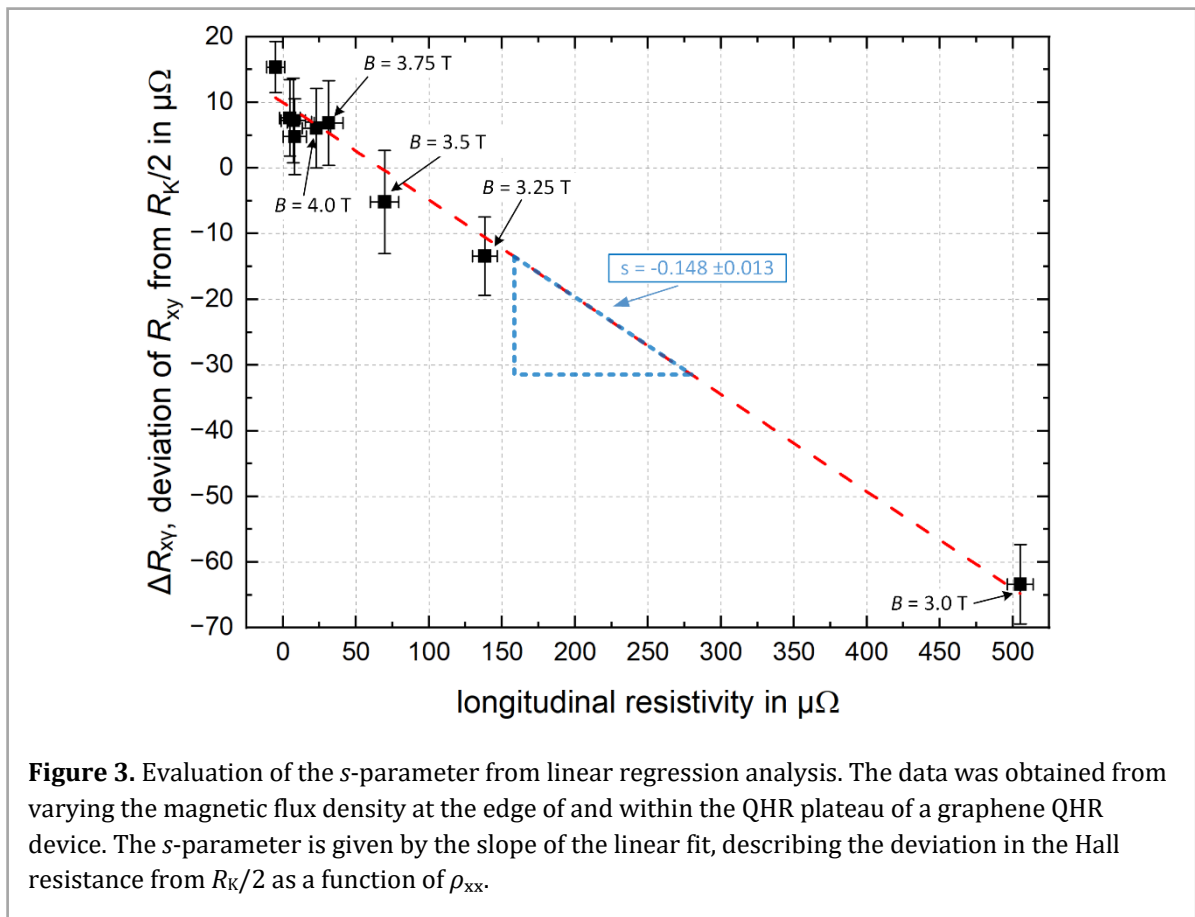 20
10
0
−10
−20
−30
−40
−50
−60
−70
ΔRxy, deviation of Rxy from RK/2 in μΩ
B = 3.75 T
B = 4.0 T
B = 3.5 T
B = 3.25 T
s = -0.148 ±0.013
B = 3.0 T
0 50 100 150 200 250 300 350 400 450 500
longitudinal resistivity in μΩ
Figure 3. Evaluation of the s-parameter from linear regression analysis. The data was obtained from
varying the magnetic flux density at the edge of and within the QHR plateau of a graphene QHR
device. The s-parameter is given by the slope of the linear fit, describing the deviation in the Hall
resistance from RK/2 as a function of ρxx.